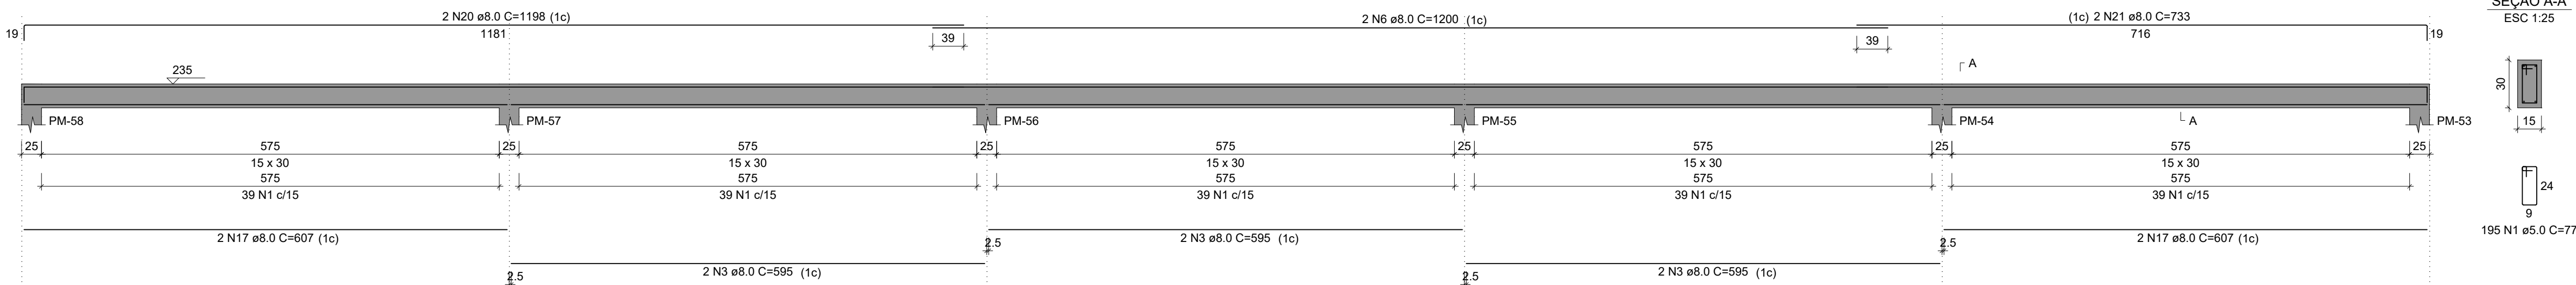 2 N20 ø8.0 C=1198 (1c)
2 N6 ø8.0 C=1200 (1c)
(1c) 2 N21 ø8.0 C=733
SEÇÃO A-A
ESC 1:25
19
1181
39
39
716
19
235
A
30
15
PM-58
PM-57
PM-56
PM-55
PM-54
A
PM-53
25
575
25
575
25
575
25
575
25
575
25
15 x 30
15 x 30
15 x 30
15 x 30
15 x 30
575
575
575
575
575
39 N1 c/15
39 N1 c/15
39 N1 c/15
39 N1 c/15
39 N1 c/15
24
9
195 N1 ø5.0 C=77
2 N17 ø8.0 C=607 (1c)
2 N3 ø8.0 C=595 (1c)
2 N17 ø8.0 C=607 (1c)
2.5
2.5
2 N3 ø8.0 C=595 (1c)
2 N3 ø8.0 C=595 (1c)
2.5
2.5